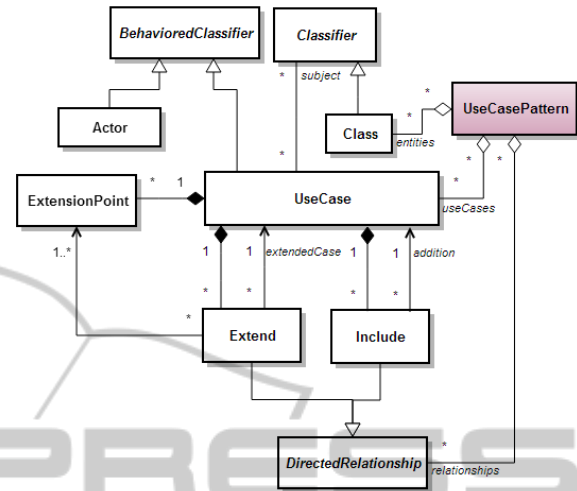 BehavioredClassifier
Classifier
* subject *
UseCasePattern
Actor
Class
* *
entities
* *
*
ExtensionPoint
* 1
UseCase
*
useCases
1..*
1 1 extendedCase 1 1 addition
* * * *
*
Extend
Include
DirectedRelationship
*
relationships
PRESS